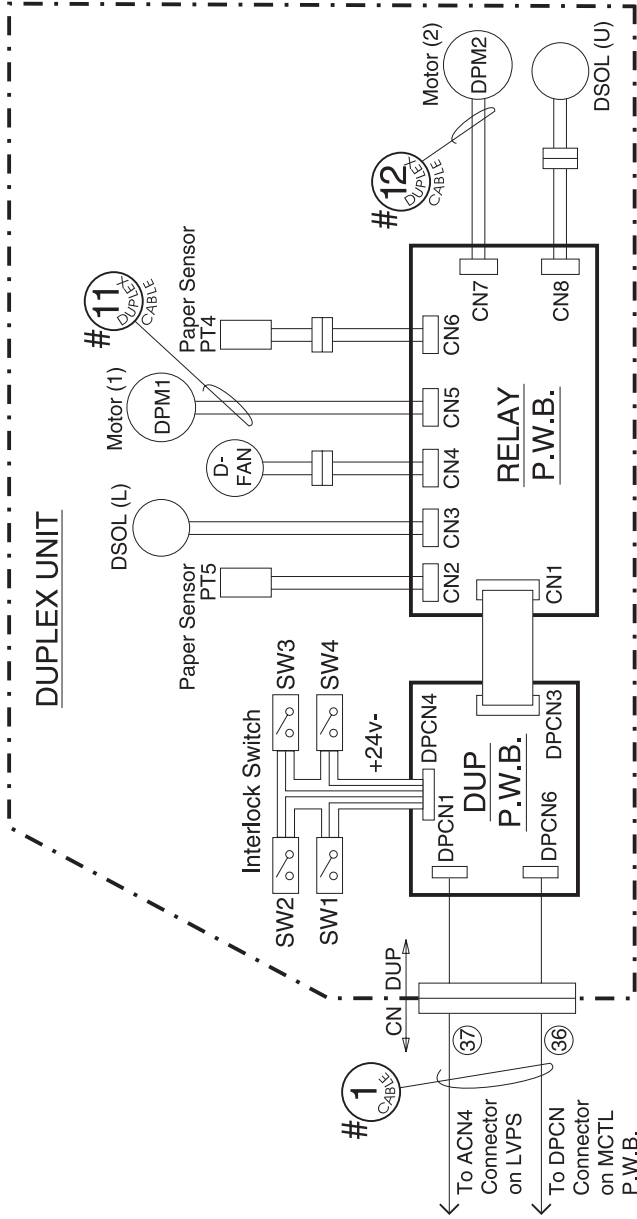 DUPLEX UNIT
# 11
DUPLEX
CABLE
# 12
DUPLEX
CABLE
Paper Sensor
PT5
DSOL (L)
D-
FAN
Motor (1)
DPM1
Paper Sensor
PT4
Motor (2)
DPM2
DSOL (U)
Interlock Switch
SW2
SW3
SW1
SW4
+24v-
CN2
CN3
CN4
CN5
CN6
CN7
CN8
CN1
RELAY
P.W.B.
DPCN1
DPCN4
DUP
P.W.B.
DPCN6
DPCN3
CN
DUP
# 1
CABLE
37
36
To ACN4
Connector
on LVPS
To DPCN
Connector
on MCTL
P.W.B.